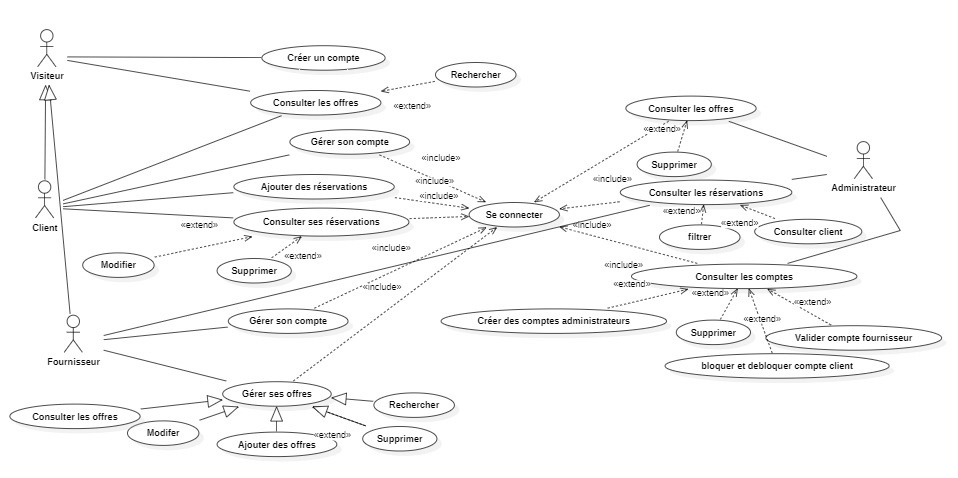 Créer un compte
Visiteur
Rechercher
Consulter les offres
«extend»
Consulter les offres
«extend»
Gérer son compte
«include»
Supprimer
«include»
«include»
Administrateur
Ajouter des réservations
«include»
Consulter les réservations
Client
Consulter ses réservations
Se connecter
«extend»
«extend»
«extend»
«include»
Consulter client
filtrer
«include»
«extend»
Modifier
Supprimer
«include»
Consulter les comptes
«include»
«extend»
«extend»
«extend»
Gérer son compte
Créer des comptes administrateurs
«extend»
Supprimer
Valider compte fournisseur
Fournisseur
bloquer et debloquer compte client
Gérer ses offres
Rechercher
Consulter les offres
Modifer
«extend»
Supprimer
Ajouter des offres